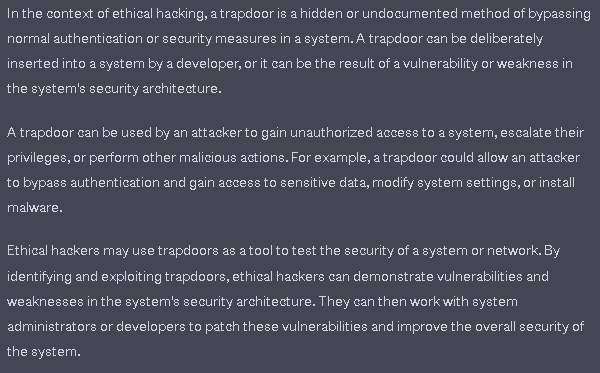 In the context of ethical hacking, a trapdoor is a hidden or undocumented method of bypassing
normal authentication or security measures in a system. A trapdoor can be deliberately
inserted into a system by a developer, or it can be the result of a vulnerability or weakness in
the system's security architecture.
A trapdoor can be used by an attacker to gain unauthorized access to a system, escalate their
privileges, or perform other malicious actions. For example, a trapdoor could allow an attacker
to bypass authentication and gain access to sensitive data, modify system settings, or install
malware.
Ethical hackers may use trapdoors as a tool to test the security of a system or network. By
identifying and exploiting trapdoors, ethical hackers can demonstrate vulnerabilities and
weaknesses in the system's security architecture. They can then work with system
administrators or developers to patch these vulnerabilities and improve the overall security of
the system.